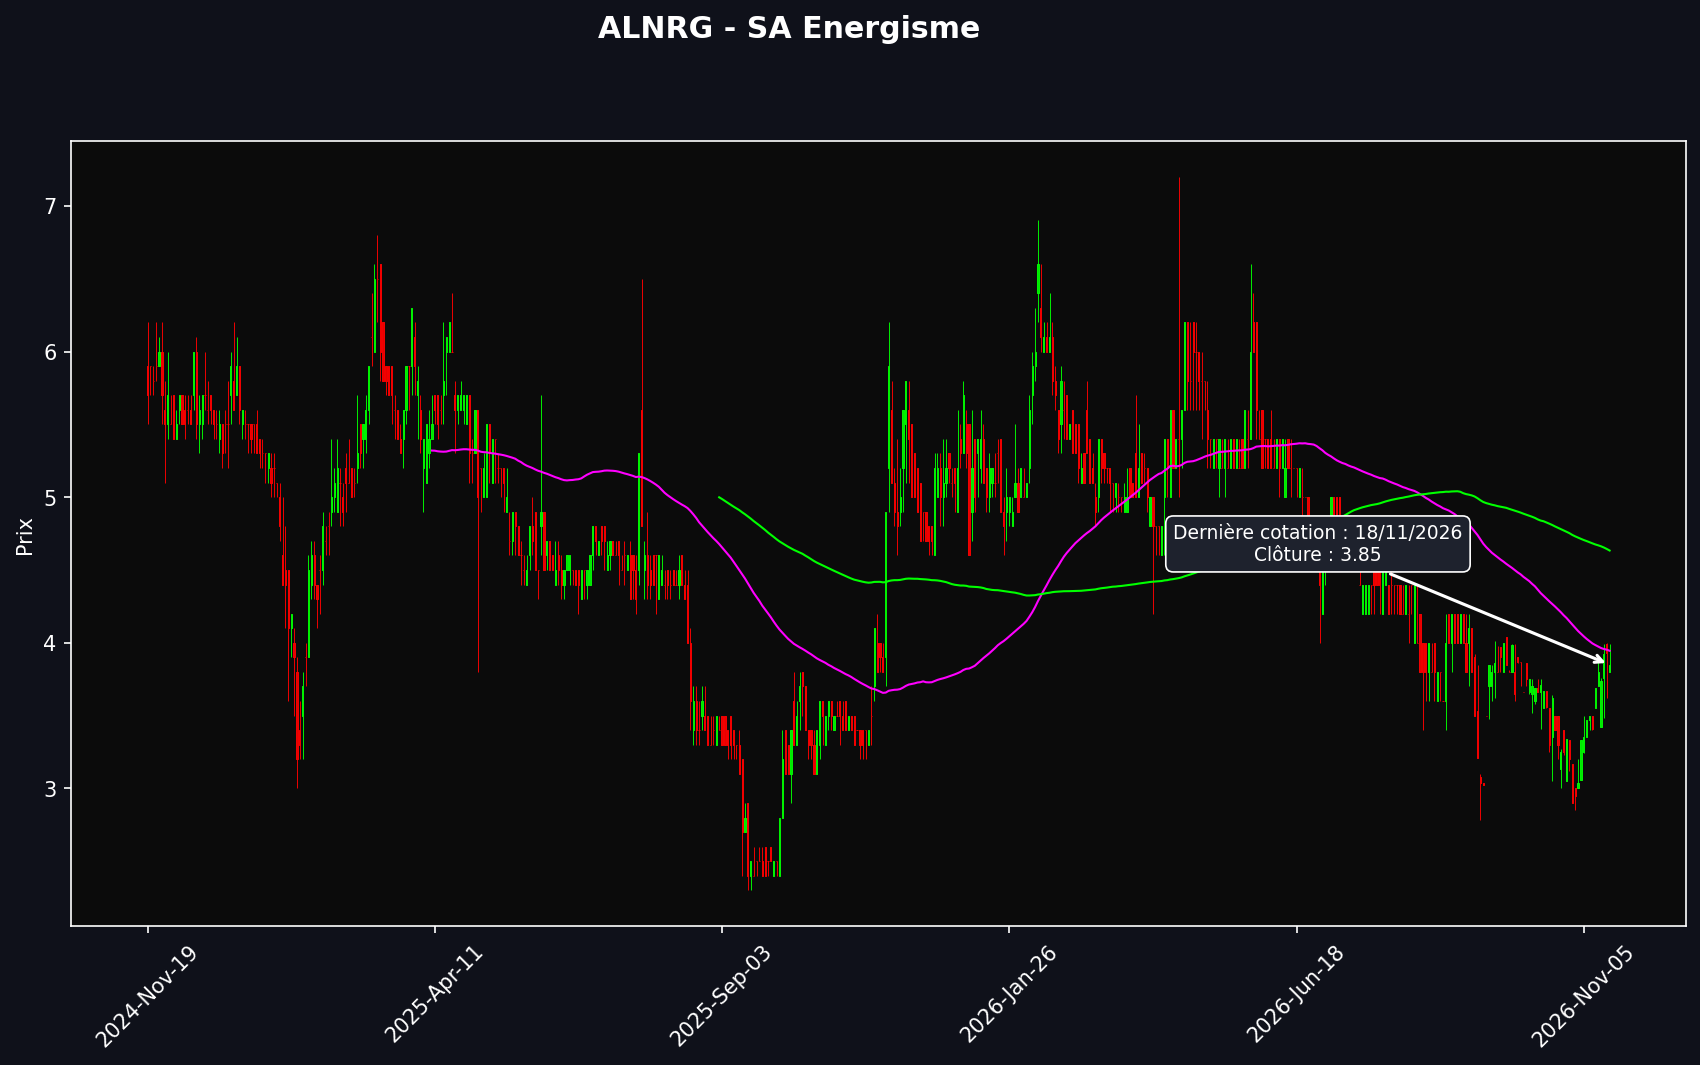 ALNRG - SA Energisme
Prix
7
6
5
4
3
Dernière cotation : 18/11/2026
Clôture : 3.85
2024-Nov-19
2025-Apr-11
2025-Sep-03
2026-Jan-26
2026-Jun-18
2026-Nov-05